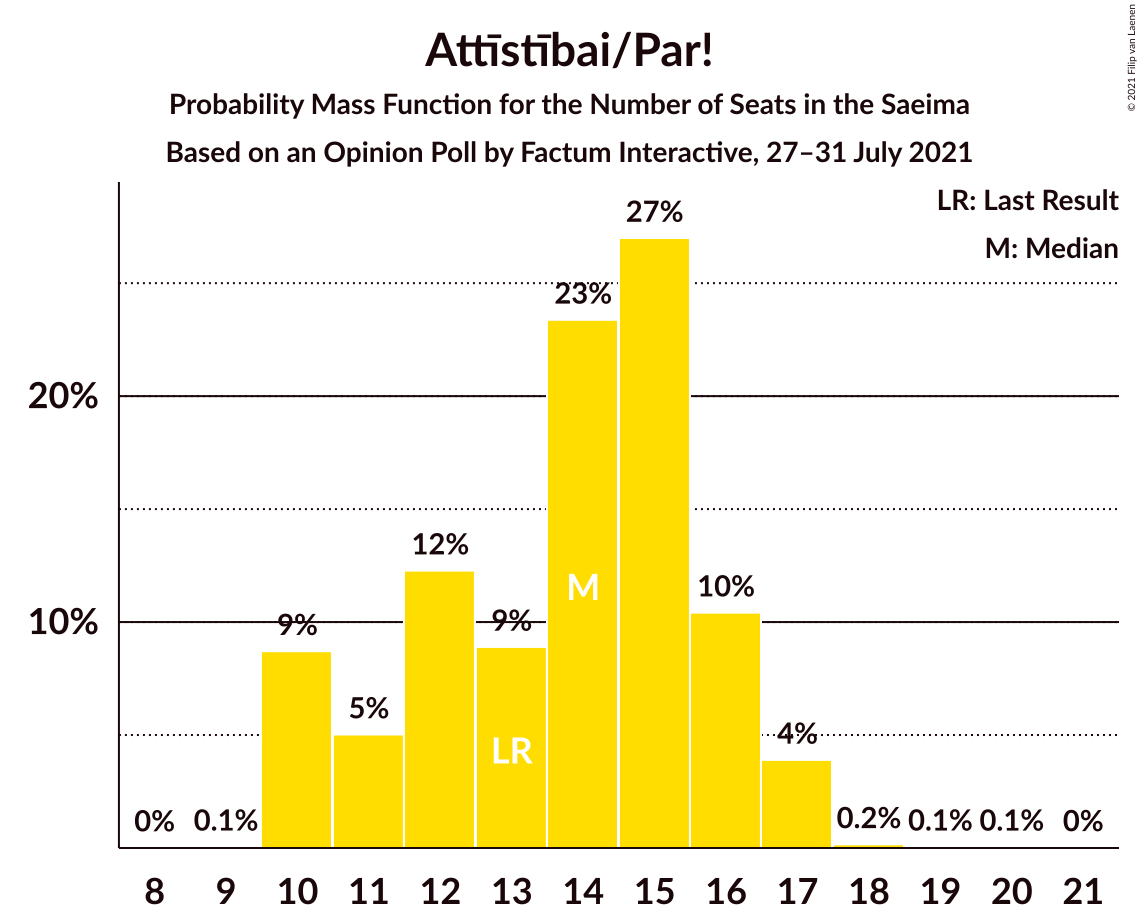 Attīstībai/Par!
Probability Mass Function for the Number of Seats in the Saeima
Based on an Opinion Poll by Factum Interactive, 27–31 July 2021
© 2021 Filip van Laenen
LR: Last Result
M: Median
27%
23%
20%
12%
M
10%
10%
9%
9%
5%
LR
4%
0%
0.1%
0.2%
0.1%
0.1%
0%
8 9 10 11 12 13 14 15 16 17 18 19 20 21